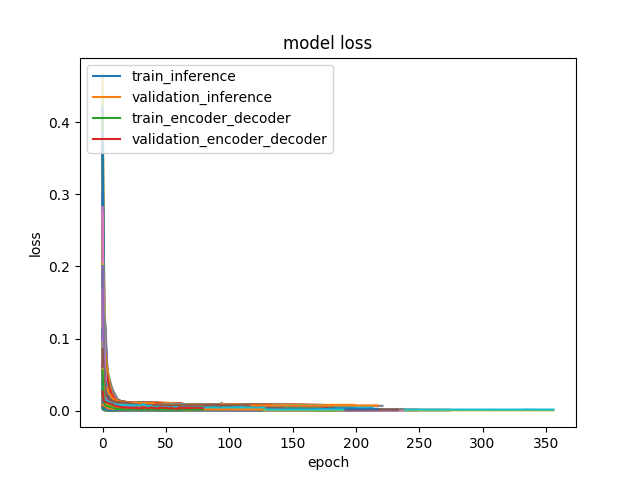 model loss
train_inference
validation_inference
train_encoder_decoder
validation_encoder_decoder
loss
0.4
0.3
0.2
0.1
0.0
0 50 100 150 200 250 300 350
epoch